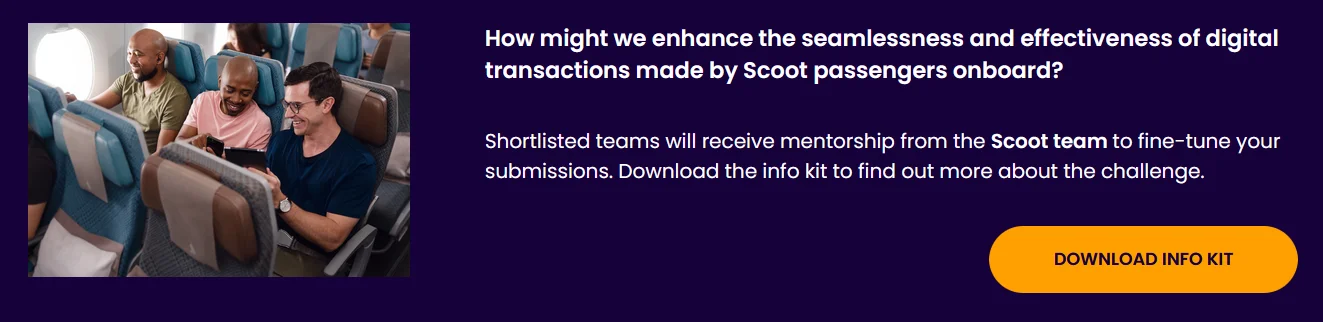 How might we enhance the seamlessness and effectiveness of digital
transactions made by Scoot passengers onboard?
Shortlisted teams will receive mentorship from the Scoot team to fine-tune your
submissions. Download the info kit to find out more about the challenge.
DOWNLOAD INFO KIT